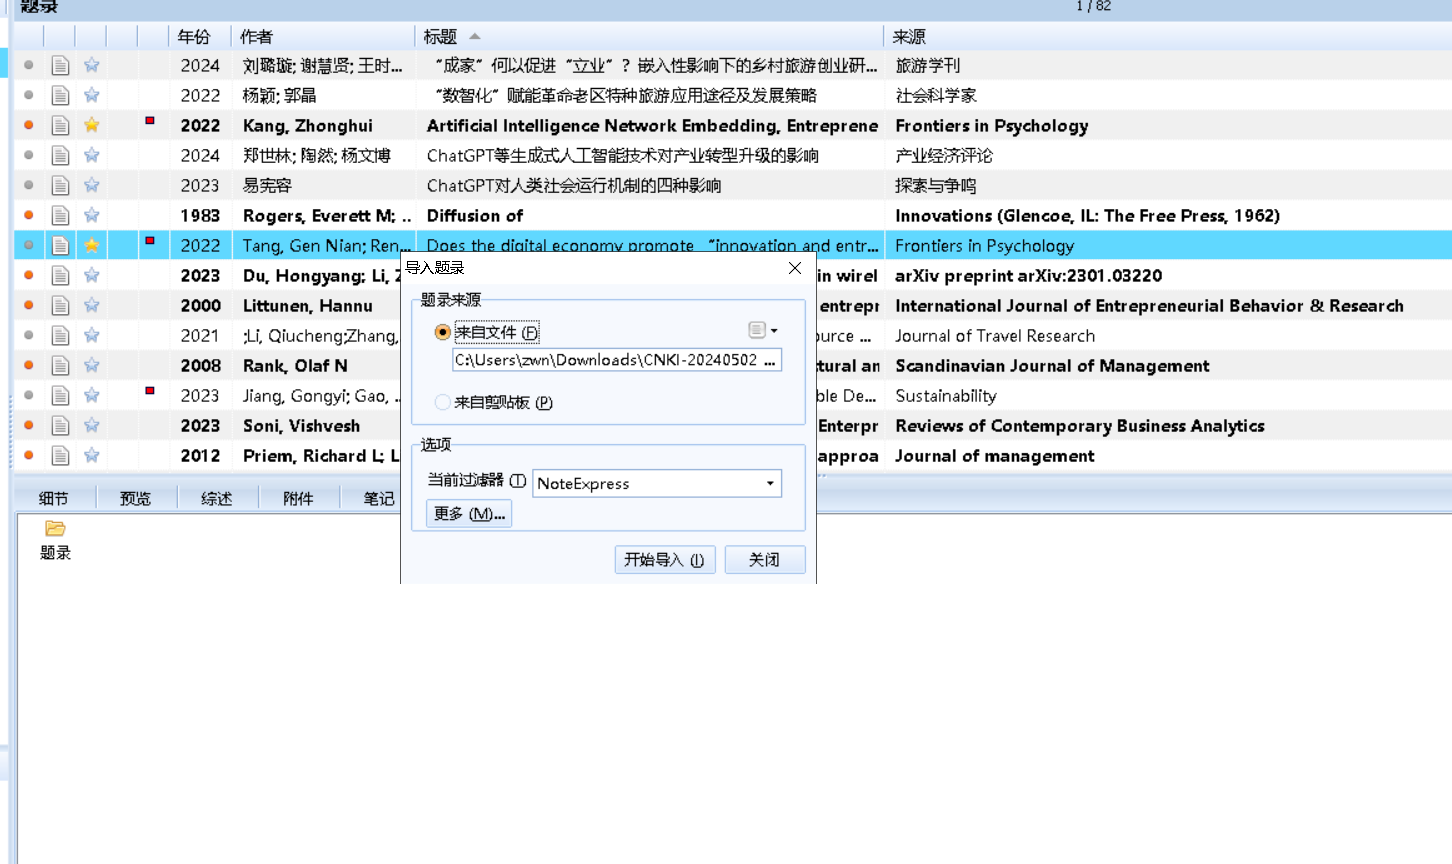 题录
1 / 82
年份 作者 标题 来源
2024 刘璐璇; 谢慧贤; 王时... “成家”何以促进“立业”？嵌入性影响下的乡村旅游创业研... 旅游学刊
2022 杨颖; 郭晶 “数智化”赋能革命老区特种旅游应用途径及发展策略 社会科学家
2022 Kang, Zhonghui Artificial Intelligence Network Embedding, Entreprene Frontiers in Psychology
2024 郑世林; 陶然; 杨文博 ChatGPT等生成式人工智能技术对产业转型升级的影响 产业经济评论
2023 易宪容 ChatGPT对人类社会运行机制的四种影响 探索与争鸣
1983 Rogers, Everett M; .. Diffusion of Innovations (Glencoe, IL: The Free Press, 1962)
2022 Tang, Gen Nian; Ren... Does the digital economy promote “innovation and entr... Frontiers in Psychology
2023 Du, Hongyang; Li, in wirel arXiv preprint arXiv:2301.03220
2000 Littunen, Hannu entrepr International Journal of Entrepreneurial Behavior & Research
2021 ;Li, Qiucheng;Zhang, ource ... Journal of Travel Research
2008 Rank, Olaf N tural an Scandinavian Journal of Management
2023 Jiang, Gongyi; Gao, .. ble De... Sustainability
2023 Soni, Vishvesh Enterpr Reviews of Contemporary Business Analytics
2012 Priem, Richard L; L appro­a Journal of management
导入题录
题录来源
来自文件 (F)
C:\Users\zwn\Downloads\CNKI-20240502 ...
来自剪贴板 (P)
选项
当前过滤器 (T) NoteExpress
更多 (M)...
开始导入 (I) 关闭
细节 预览 综述 附件 笔记
题录